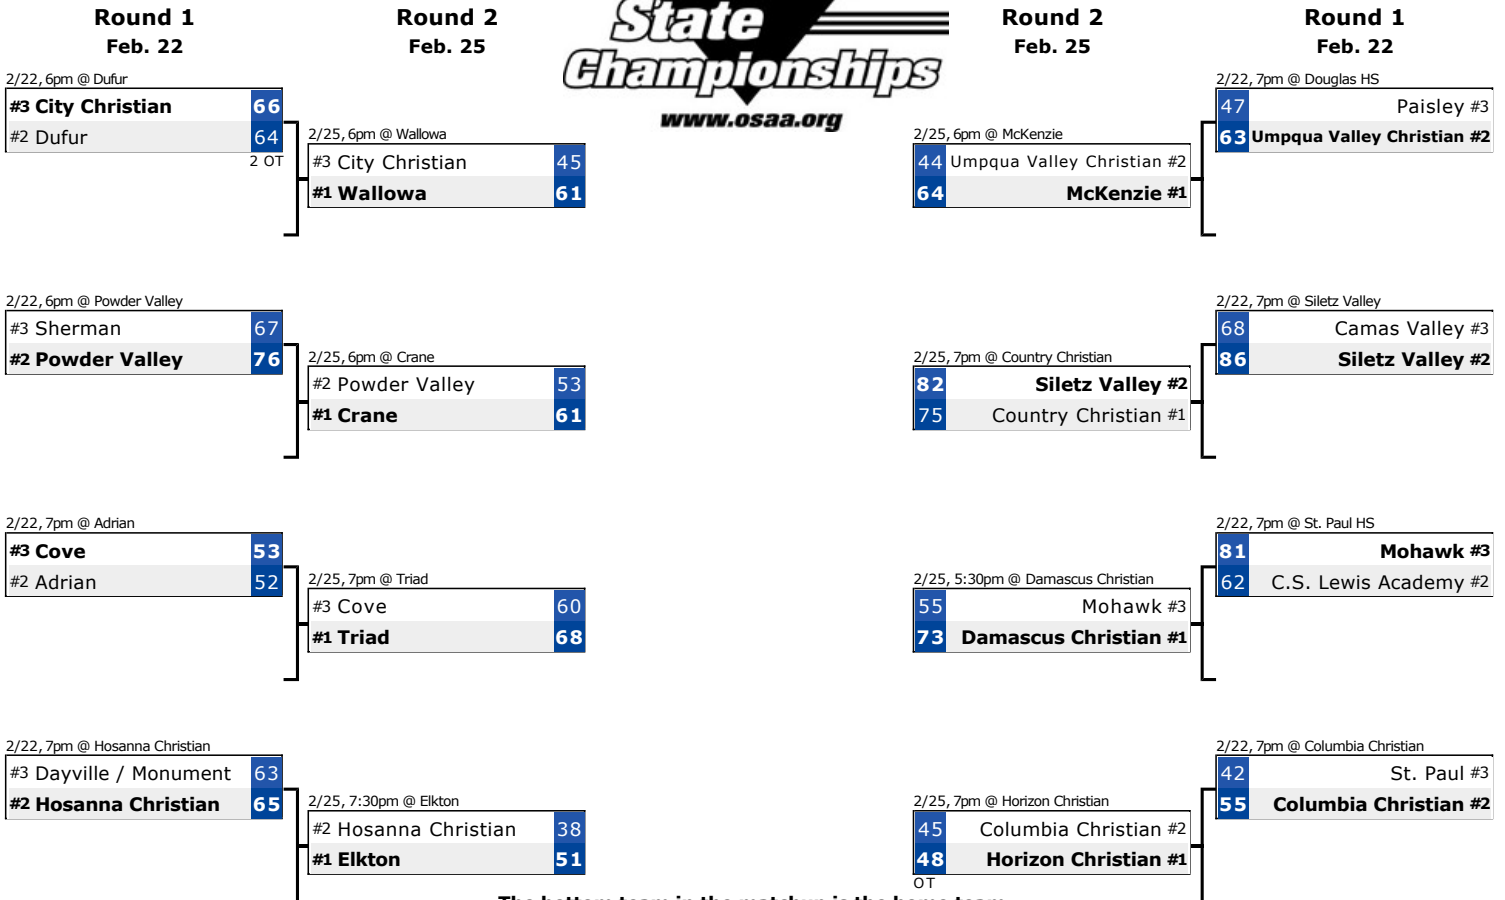 Round 1
Feb. 22
Round 2
Feb. 25
State
Championships
www.osaa.org
Round 2
Feb. 25
Round 1
Feb. 22
2/22, 6pm @ Dufur
#3 City Christian 66
#2 Dufur 64
2 OT
2/25, 6pm @ Wallowa
#3 City Christian 45
#1 Wallowa 61
2/22, 6pm @ Powder Valley
#3 Sherman 67
#2 Powder Valley 76
2/25, 6pm @ Crane
#2 Powder Valley 53
#1 Crane 61
2/22, 7pm @ Adrian
#3 Cove 53
#2 Adrian 52
2/25, 7pm @ Triad
#3 Cove 60
#1 Triad 68
2/22, 7pm @ Hosanna Christian
#3 Dayville / Monument 63
#2 Hosanna Christian 65
2/25, 7:30pm @ Elkton
#2 Hosanna Christian 38
#1 Elkton 51
2/25, 6pm @ McKenzie
44 Umpqua Valley Christian #2
64 McKenzie #1
2/22, 7pm @ Douglas HS
47 Paisley #3
63 Umpqua Valley Christian #2
2/25, 7pm @ Country Christian
82 Siletz Valley #2
75 Country Christian #1
2/22, 7pm @ Siletz Valley
68 Camas Valley #3
86 Siletz Valley #2
2/25, 5:30pm @ Damascus Christian
55 Mohawk #3
73 Damascus Christian #1
2/22, 7pm @ St. Paul HS
81 Mohawk #3
62 C.S. Lewis Academy #2
2/25, 7pm @ Horizon Christian
45 Columbia Christian #2
48 Horizon Christian #1
OT
2/22, 7pm @ Columbia Christian
42 St. Paul #3
55 Columbia Christian #2
The bottom team in the matchup is the home team